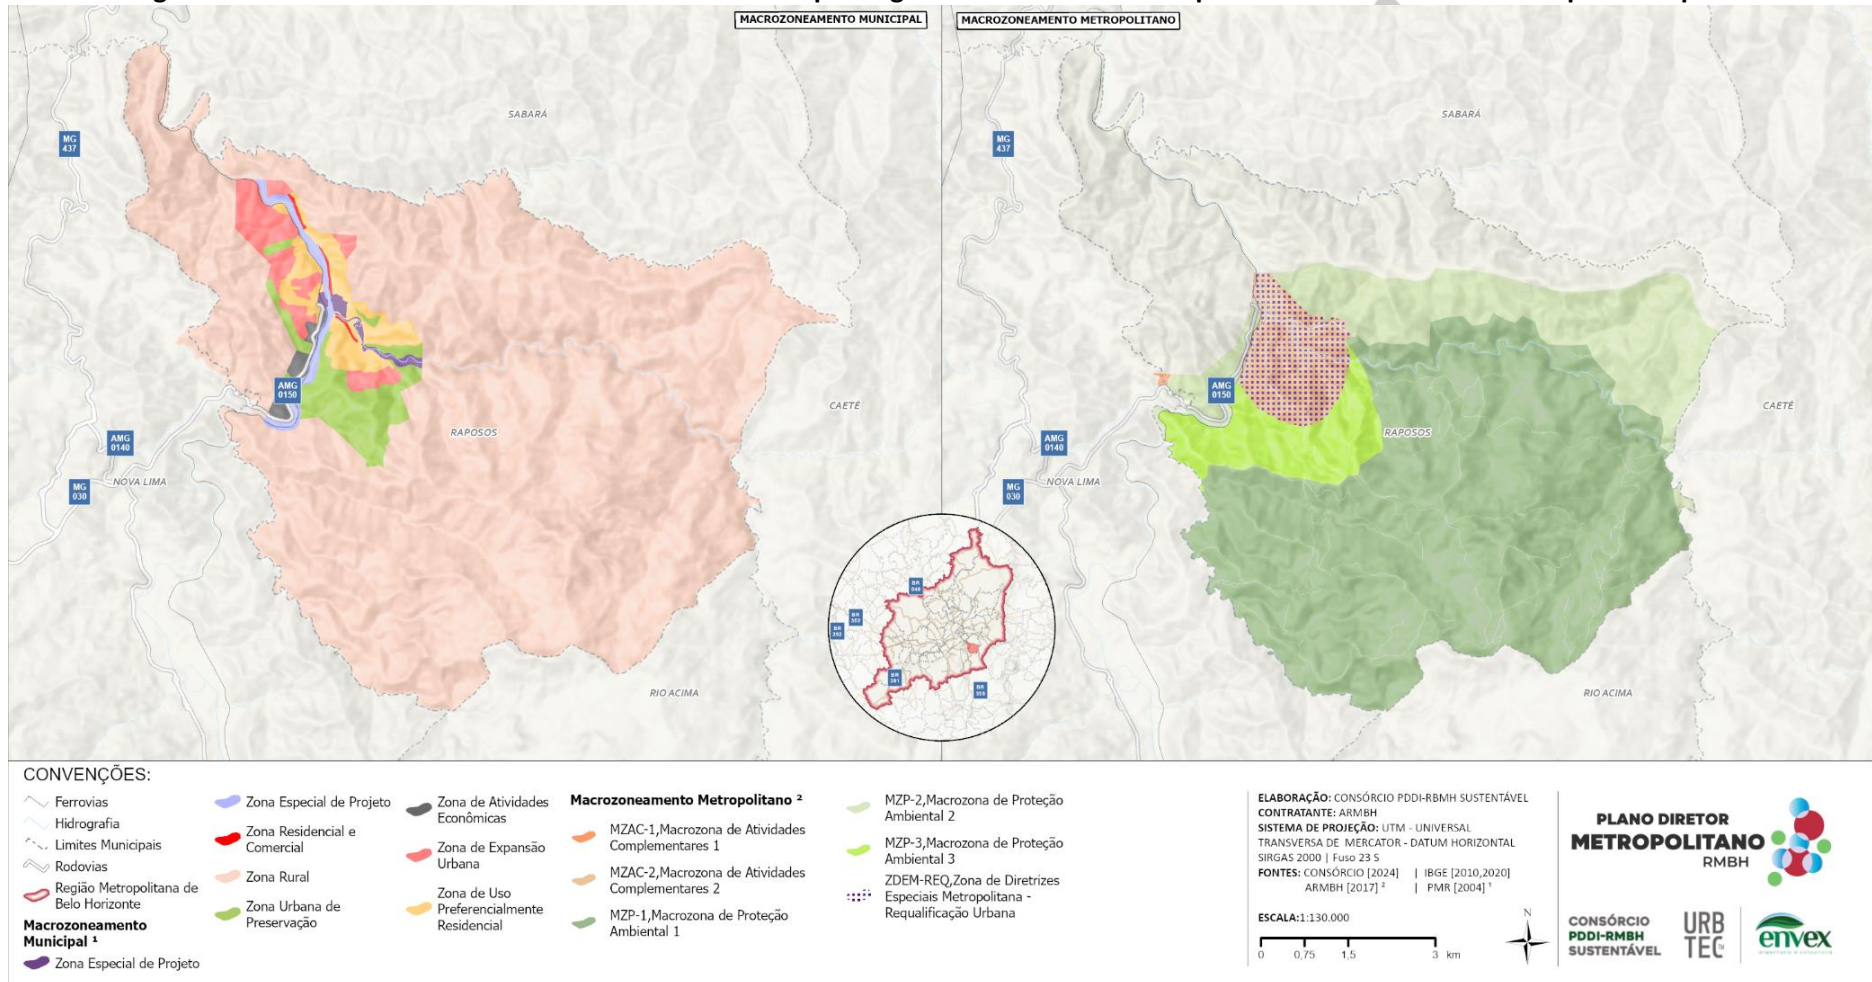 MACROZONEAMENTO MUNICIPAL
MACROZONEAMENTO METROPOLITANO
SABARÁ
MG
437
AMG
0150
RAPOSOS
CAETÉ
AMG
0140
NOVA LIMA
MG
030
RIO ACIMA
SABARÁ
MG
437
AMG
0150
RAPOSOS
CAETÉ
AMG
0140
NOVA LIMA
MG
030
RIO ACIMA
BR
BR
BR
BR
381
BR
CONVENÇÕES:
Ferrovias
Hidrografia
Limites Municipais
Rodovias
Região Metropolitana de
Belo Horizonte
Macrozoneamento
Municipal ¹
Zona Especial de Projeto
Zona Especial de Projeto
Zona Residencial e
Comercial
Zona Rural
Zona Urbana de
Preservação
Zona de Atividades
Econômicas
Zona de Expansão
Urbana
Zona de Uso
Preferencialmente
Residencial
Macrozoneamento Metropolitano ²
MZAC-1,Macrozona de Atividades
Complementares 1
MZAC-2,Macrozona de Atividades
Complementares 2
MZP-1,Macrozona de Proteção
Ambiental 1
MZP-2,Macrozona de Proteção
Ambiental 2
MZP-3,Macrozona de Proteção
Ambiental 3
ZDEM-REQ,Zona de Diretrizes
Especiais Metropolitana -
Requalificação Urbana
ELABORAÇÃO: CONSÓRCIO PDDI-RBMH SUSTENTÁVEL
CONTRATANTE: ARMBH
SISTEMA DE PROJEÇÃO: UTM - UNIVERSAL
TRANSVERSA DE MERCATOR - DATUM HORIZONTAL
SIRGAS 2000 | Fuso 23 S
FONTES: CONSÓRCIO [2024] | IBGE [2010,2020]
ARMBH [2017] ² | PMR [2004] ¹
ESCALA:1:130.000
0 0,75 1,5 3 km
N
PLANO DIRETOR
METROPOLITANO
RMBH
CONSÓRCIO
PDDI-RMBH
SUSTENTÁVEL
URB
TEC
envex